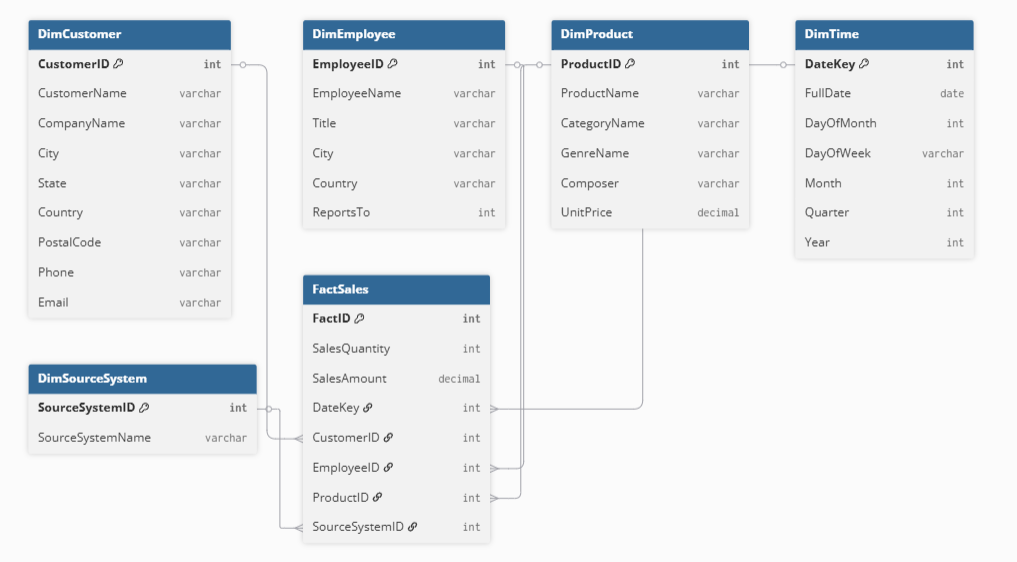 DimCustomer
CustomerID int
CustomerName varchar
CompanyName varchar
City varchar
State varchar
Country varchar
PostalCode varchar
Phone varchar
Email varchar
DimEmployee
EmployeeID int
EmployeeName varchar
Title varchar
City varchar
Country varchar
ReportsTo int
DimProduct
ProductID int
ProductName varchar
CategoryName varchar
GenreName varchar
Composer varchar
UnitPrice decimal
DimTime
DateKey int
FullDate date
DayOfMonth int
DayOfWeek varchar
Month int
Quarter int
Year int
DimSourceSystem
SourceSystemID int
SourceSystemName varchar
FactSales
FactID int
SalesQuantity int
SalesAmount decimal
DateKey int
CustomerID int
EmployeeID int
ProductID int
SourceSystemID int